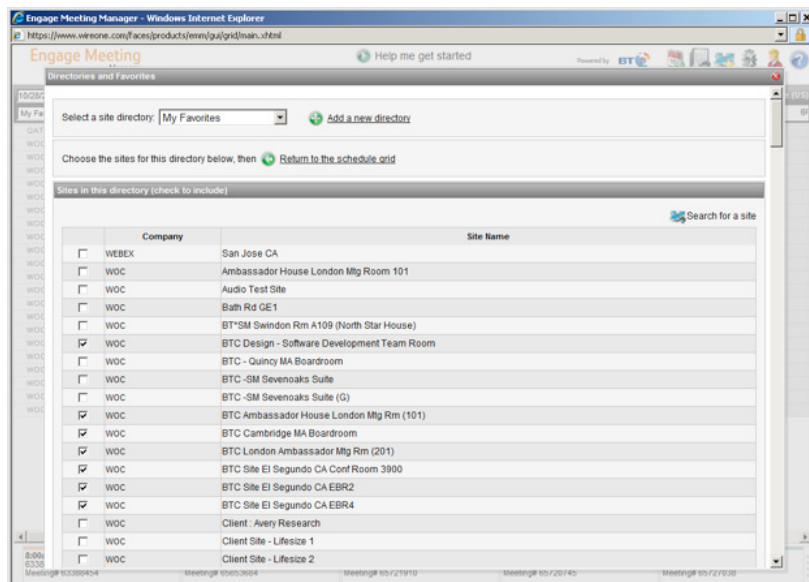 Engage Meeting Manager - Windows Internet Explorer
https://www.wireone.com/faces/products/emm/gui/grid/main.xhtml
Engage Meeting
Help me get started
Powered by BT
Directories and Favorites
Select a site directory: My Favorites
Add a new directory
Choose the sites for this directory below, then Return to the schedule grid
Sites in this directory (check to include)
Search for a site
Company Site Name
WEBEX San Jose CA
WOC Ambassador House London Mtg Room 101
WOC Audio Test Site
WOC Bath Rd GE1
WOC BT*SM Swindon Rm A109 (North Star House)
WOC BTC Design - Software Development Team Room
WOC BTC - Quincy MA Boardroom
WOC BTC -SM Sevenoaks Suite
WOC BTC -SM Sevenoaks Suite (G)
WOC BTC Ambassador House London Mtg Rm (101)
WOC BTC Cambridge MA Boardroom
WOC BTC London Ambassador Mtg Rm (201)
WOC BTC Site El Segundo CA Conf Room 3900
WOC BTC Site El Segundo CA EBR2
WOC BTC Site El Segundo CA EBR4
WOC Client : Avery Research
WOC Client Site - Lifesize 1
WOC Client Site - Lifesize 2
Meeting# 63388454 Meeting# 65653684 Meeting# 65721910 Meeting# 65720745 Meeting# 65727038